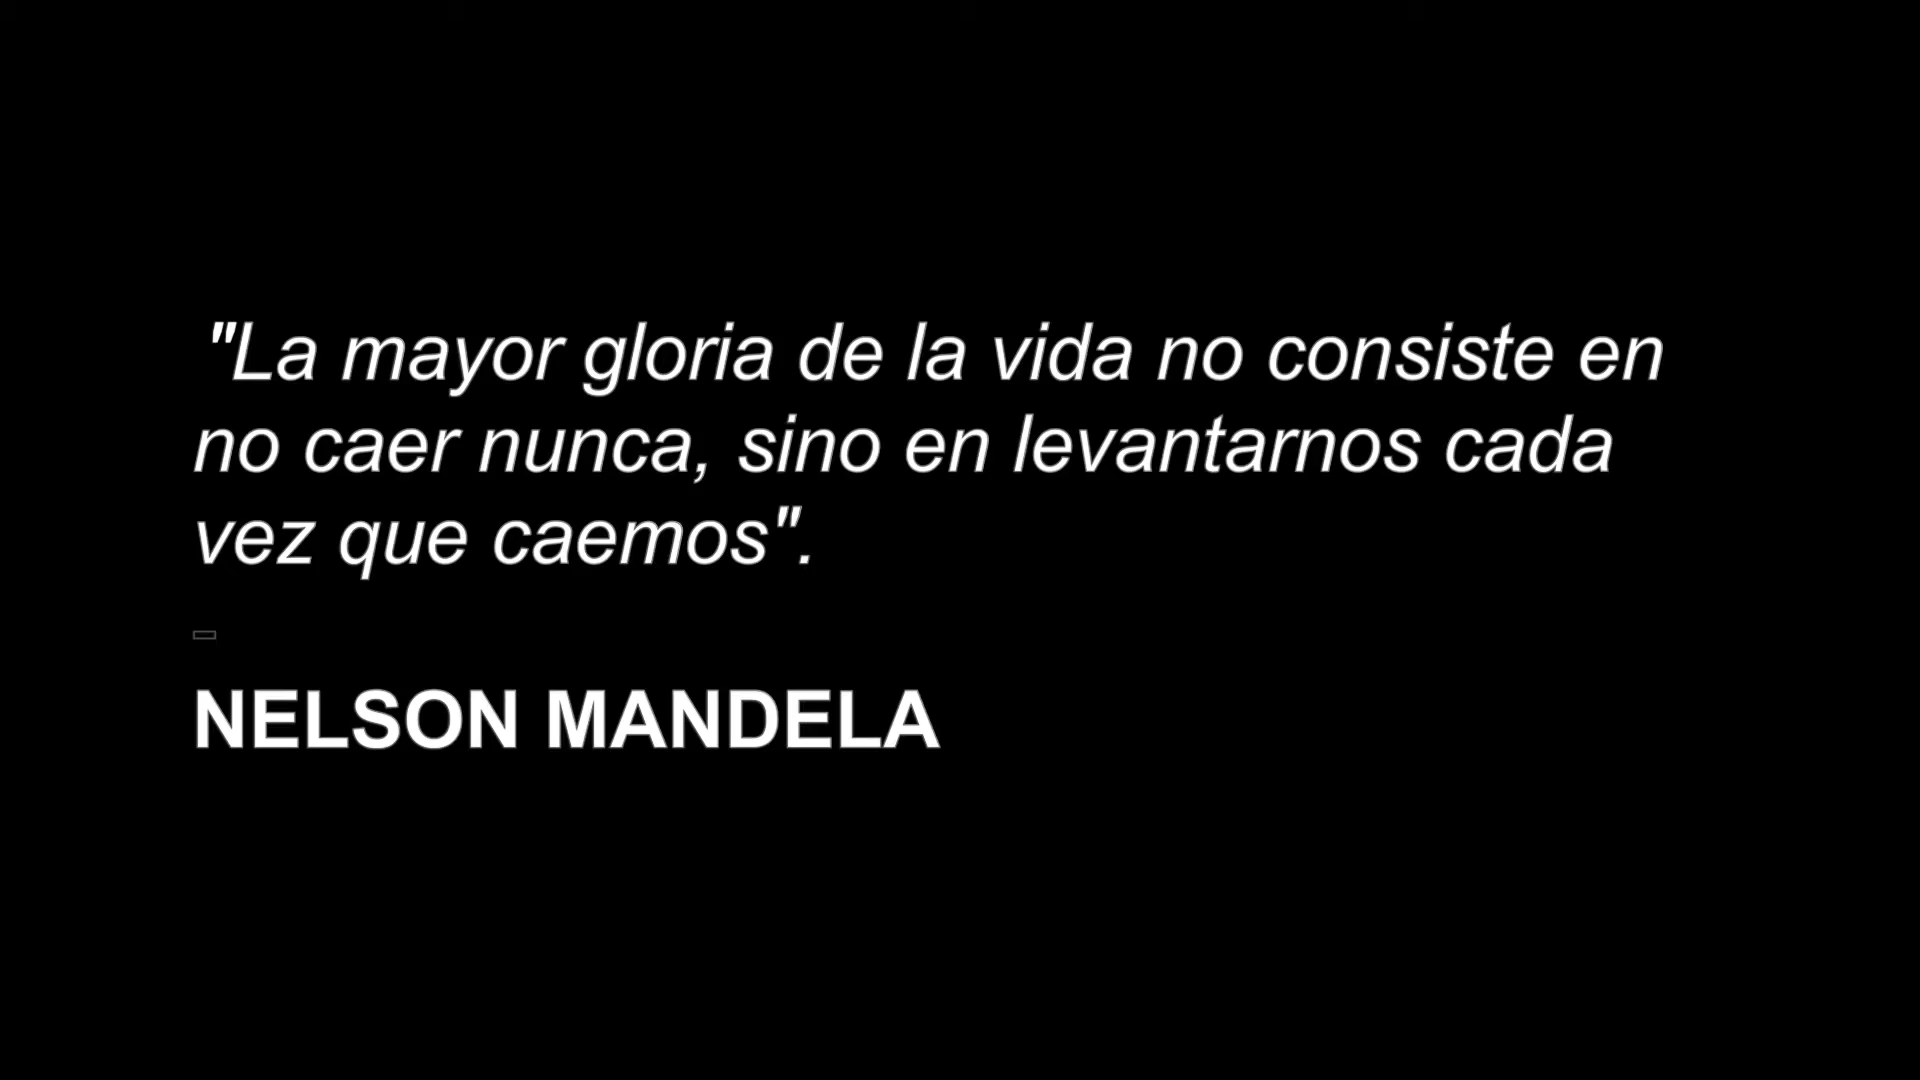 "La mayor gloria de la vida no consiste en
no caer nunca, sino en levantarnos cada
vez que caemos".
NELSON MANDELA